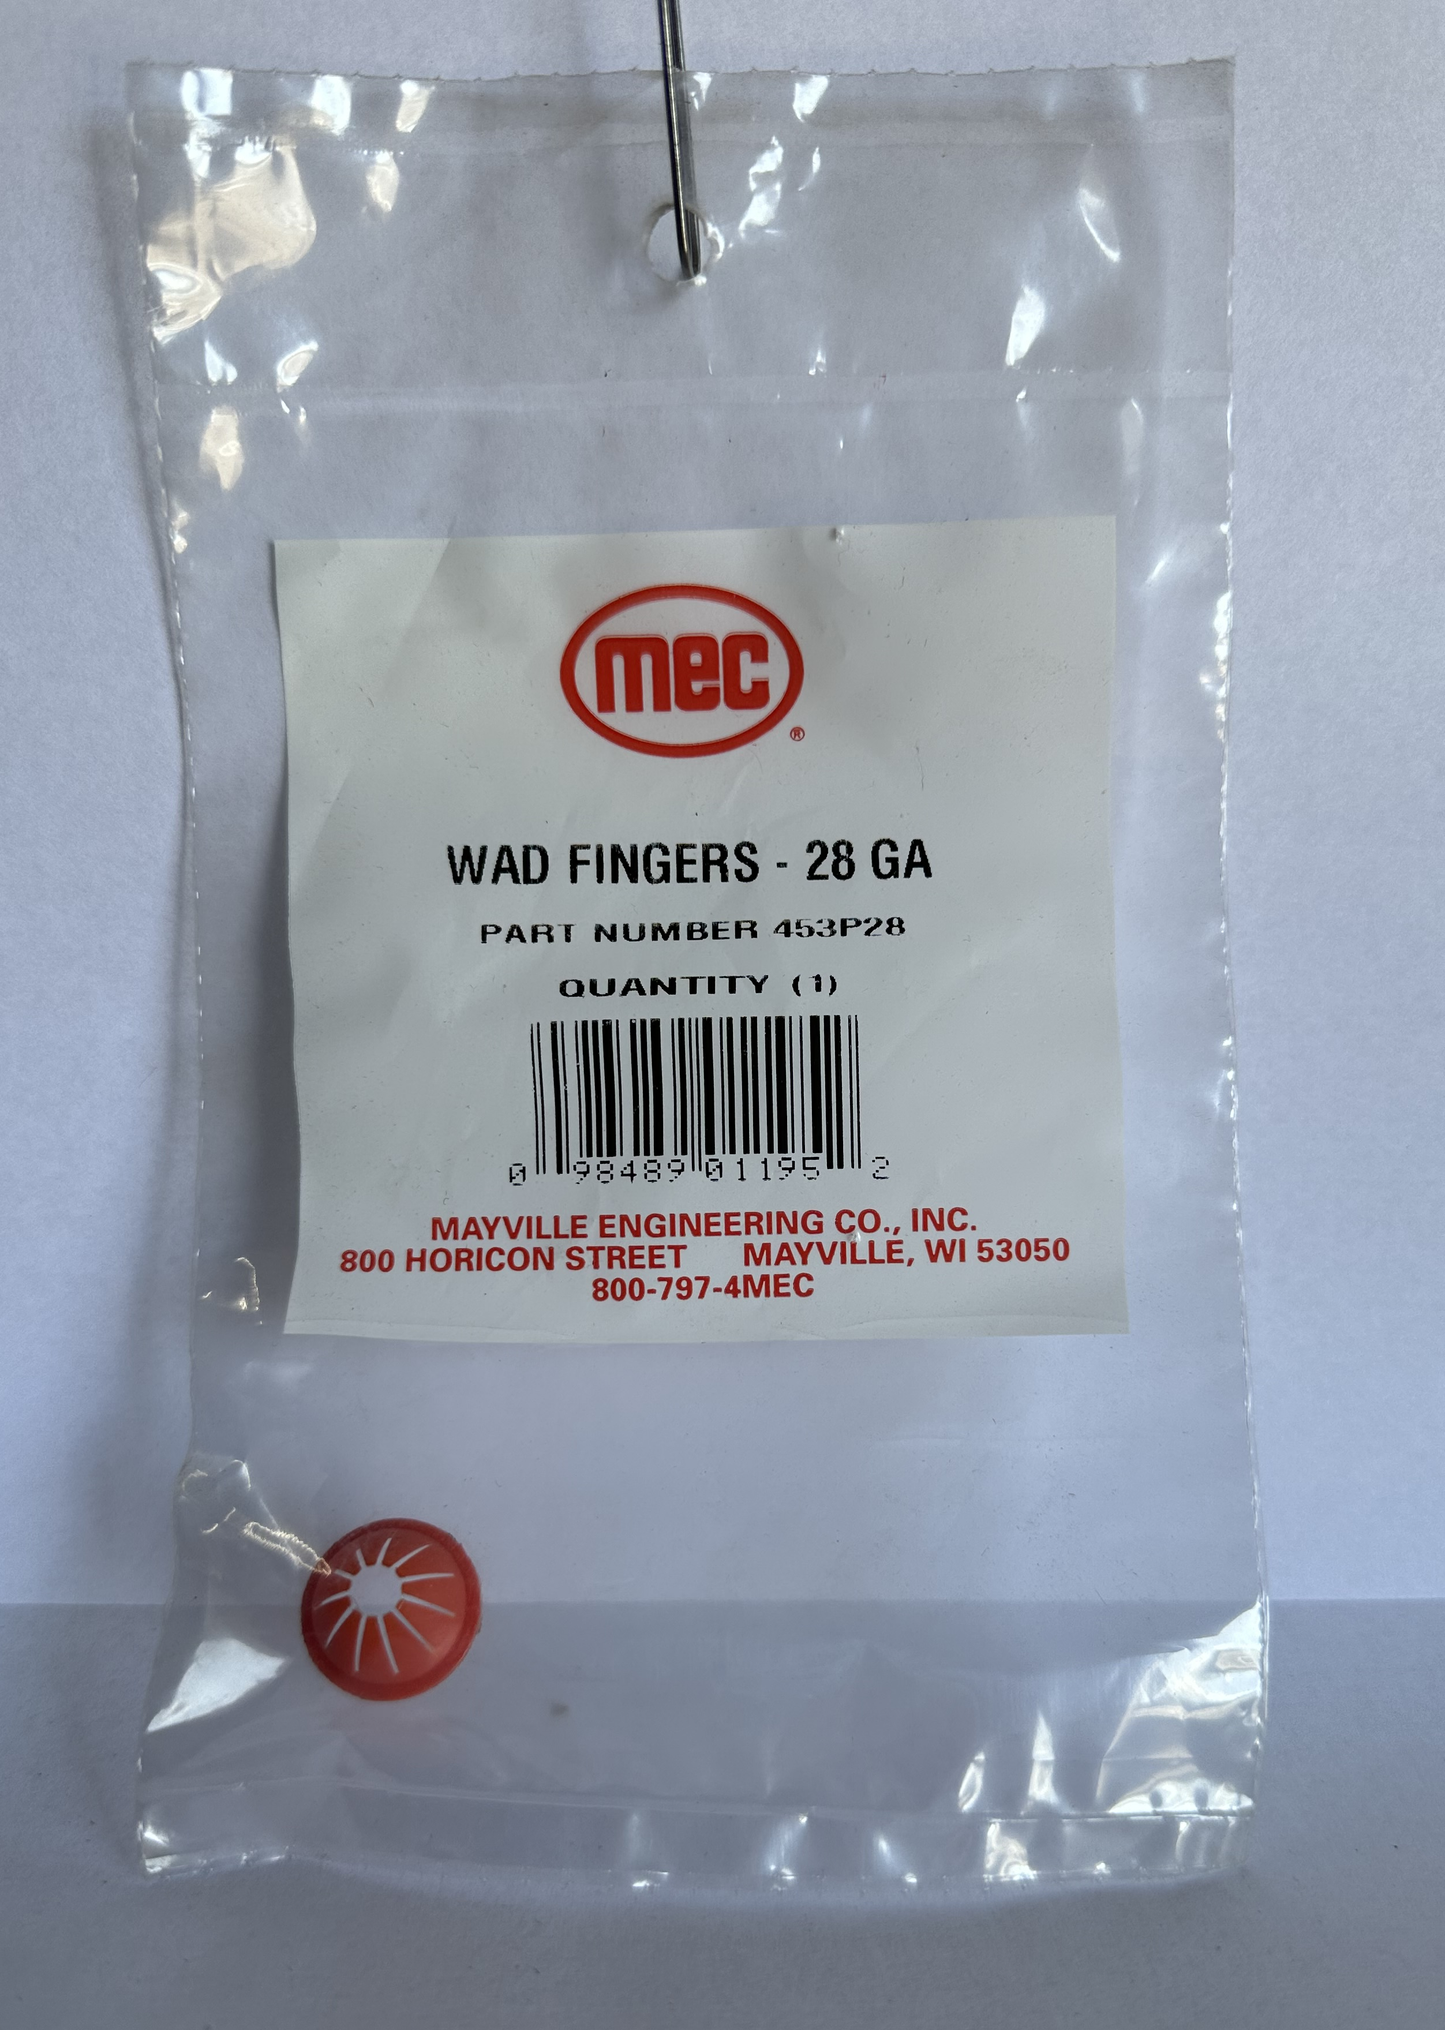 mec
®
WAD FINGERS - 28 GA
PART NUMBER 453P28
QUANTITY (1)
0 98489 01195 2
MAYVILLE ENGINEERING CO., INC.
800 HORICON STREET MAYVILLE, WI 53050
800-797-4MEC